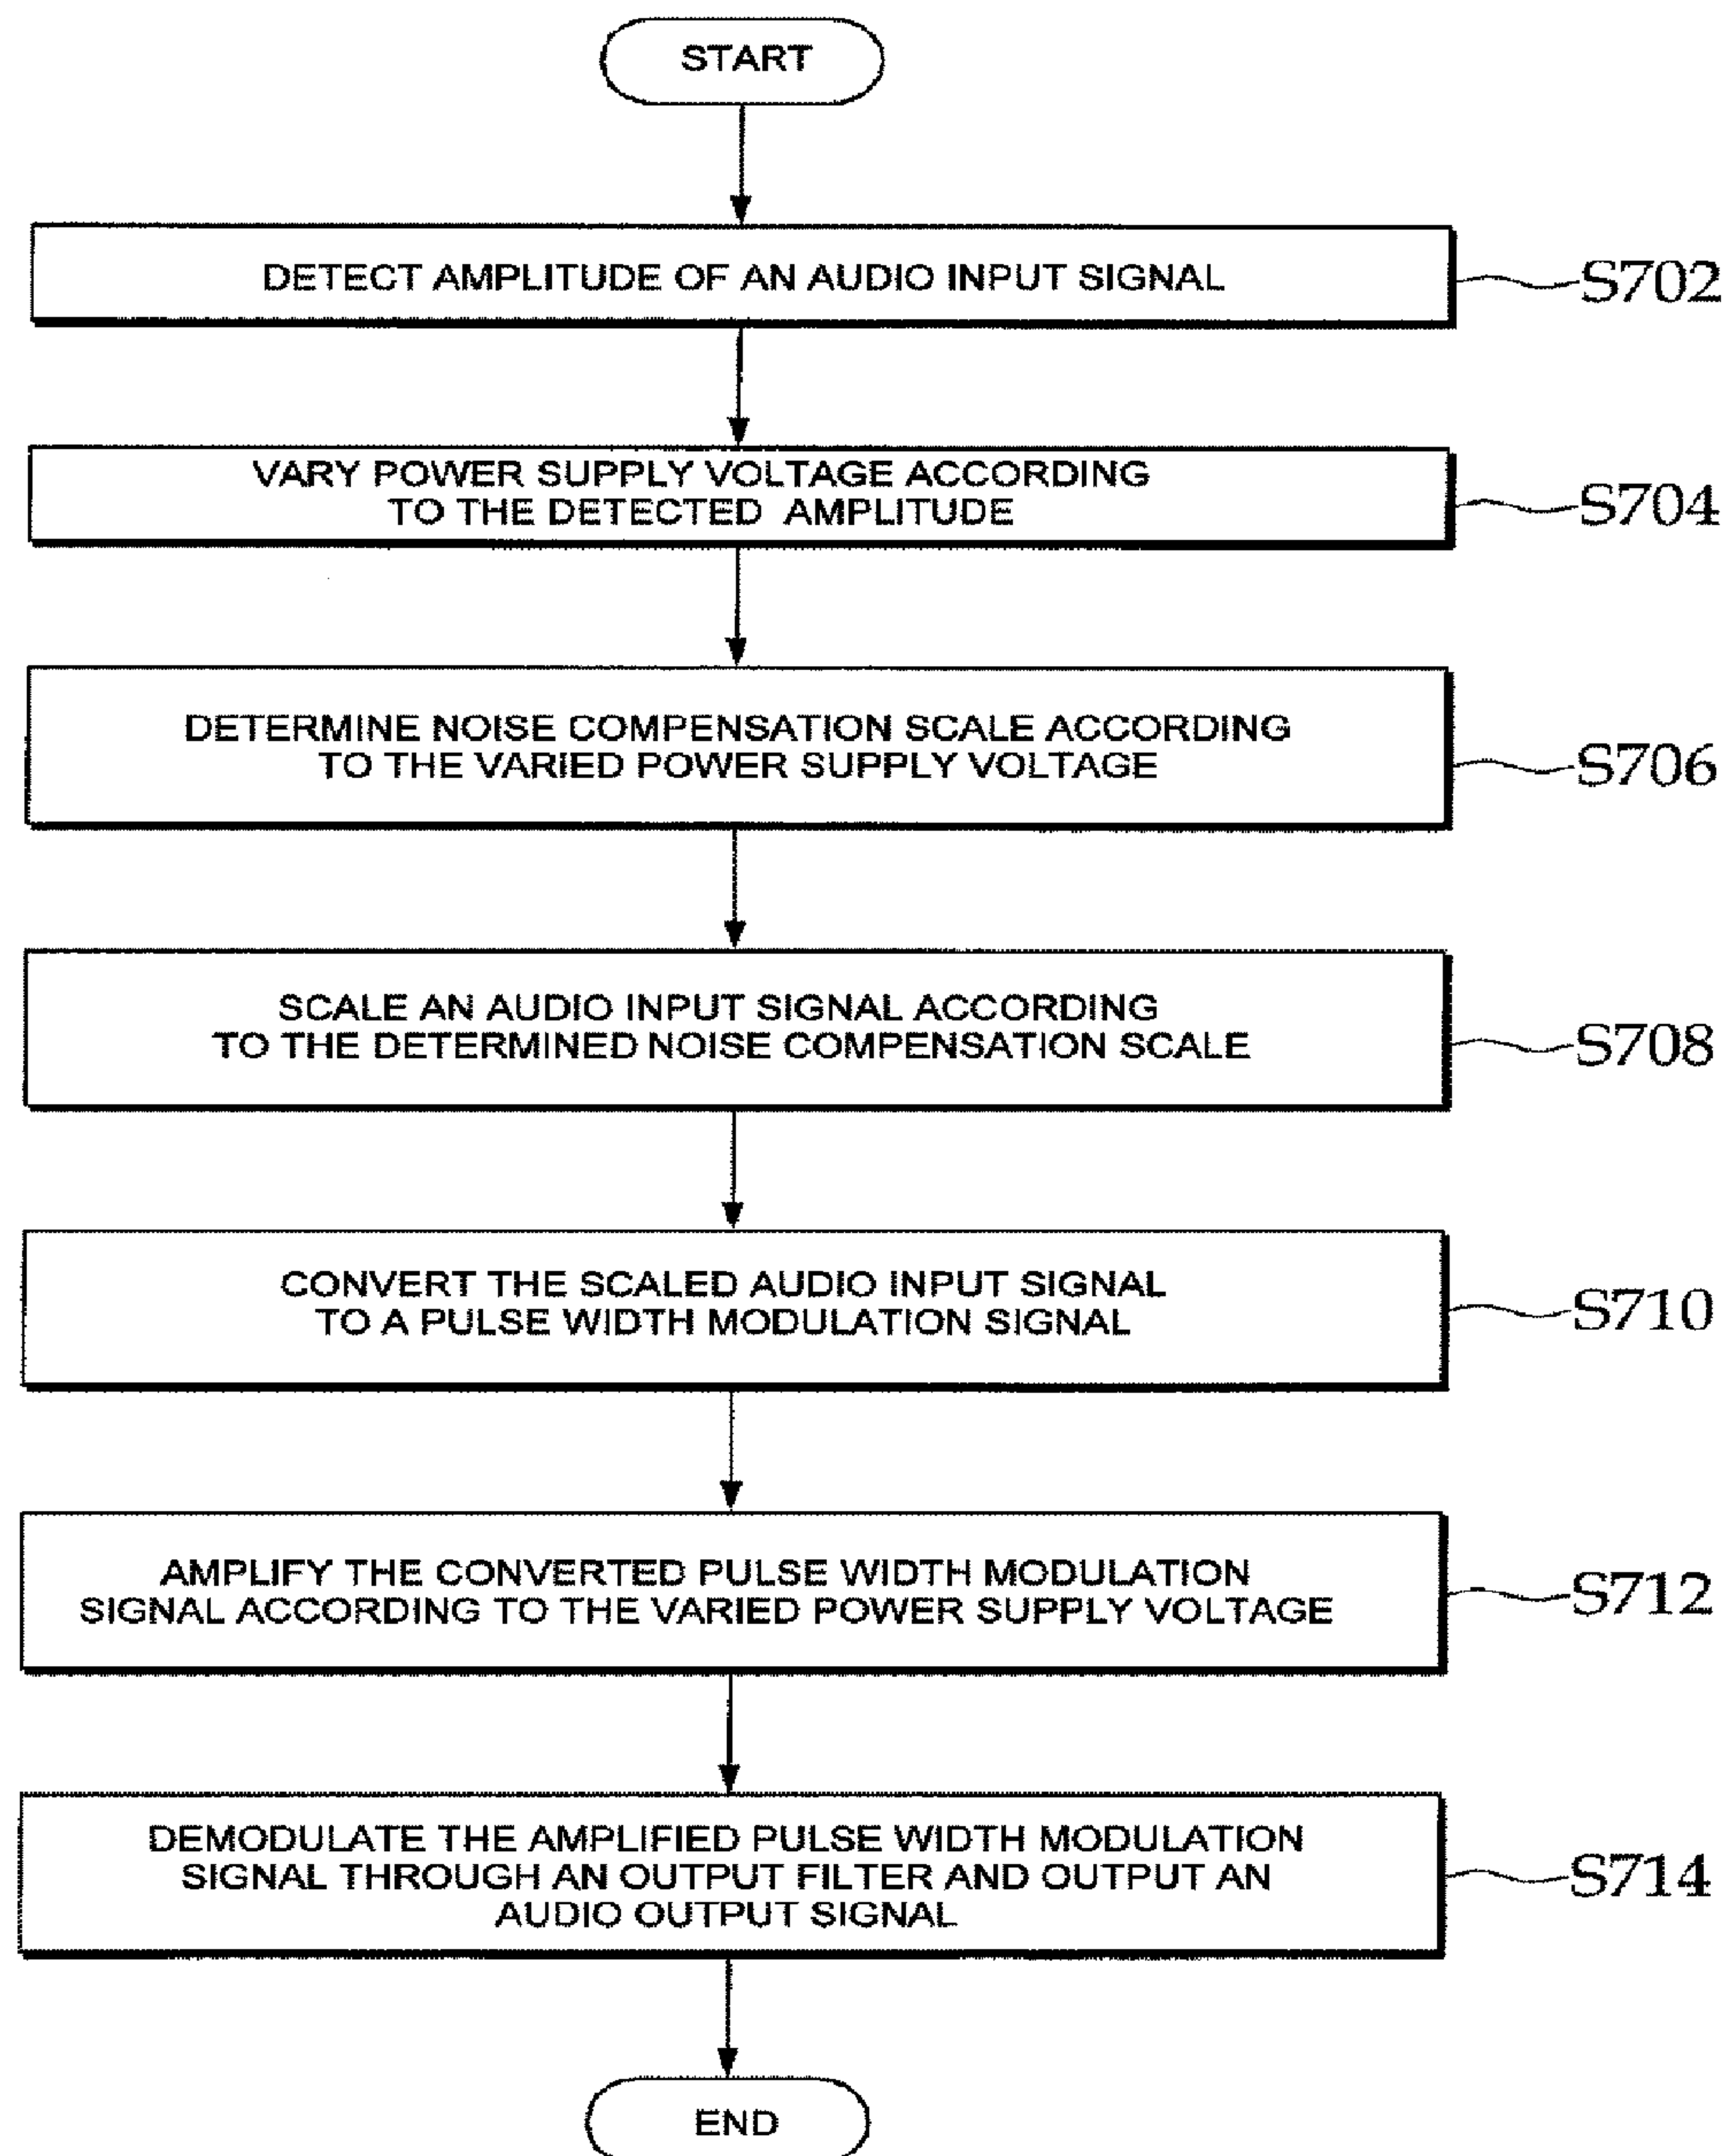 START
DETECT AMPLITUDE OF AN AUDIO INPUT SIGNAL
S702
VARY POWER SUPPLY VOLTAGE ACCORDING
TO THE DETECTED AMPLITUDE
S704
DETERMINE NOISE COMPENSATION SCALE ACCORDING
TO THE VARIED POWER SUPPLY VOLTAGE
S706
SCALE AN AUDIO INPUT SIGNAL ACCORDING
TO THE DETERMINED NOISE COMPENSATION SCALE
S708
CONVERT THE SCALED AUDIO INPUT SIGNAL
TO A PULSE WIDTH MODULATION SIGNAL
S710
AMPLIFY THE CONVERTED PULSE WIDTH MODULATION
SIGNAL ACCORDING TO THE VARIED POWER SUPPLY VOLTAGE
S712
DEMODULATE THE AMPLIFIED PULSE WIDTH MODULATION
SIGNAL THROUGH AN OUTPUT FILTER AND OUTPUT AN
AUDIO OUTPUT SIGNAL
S714
END